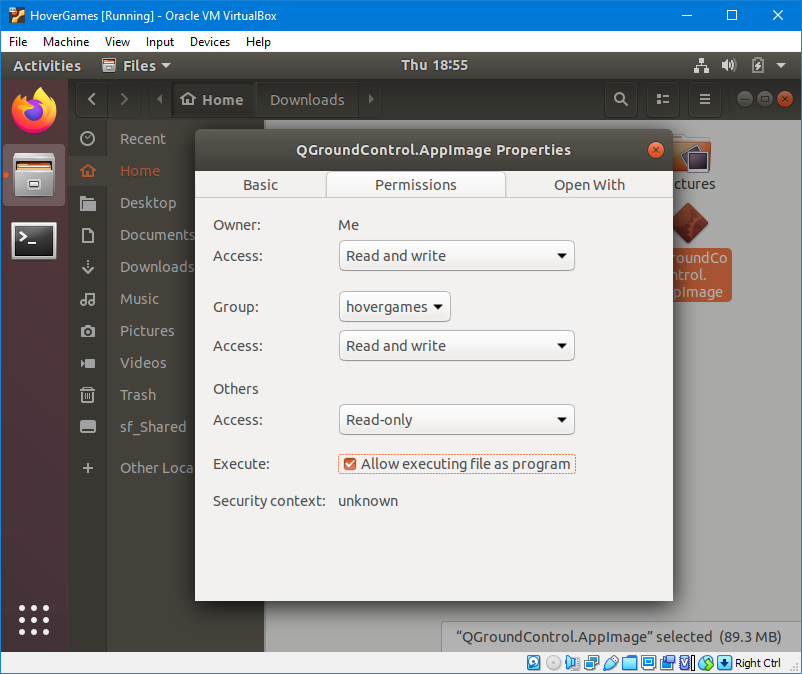 HoverGames [Running] - Oracle VM VirtualBox
File Machine View Input Devices Help
Activities Files Thu 18:55
Home Downloads
Recent
Home
Desktop
Documents
Downloads
Music
Pictures
Videos
Trash
sf_Shared
Other Loca
QGroundControl.AppImage Properties
Basic Permissions Open With
Owner: Me
Access: Read and write
Group: hovergames
Access: Read and write
Others
Access: Read-only
Execute: Allow executing file as program
Security context: unknown
ctures
roundCo
ntrol.
pImage
"QGroundControl.AppImage" selected (89.3 MB)
Right Ctrl